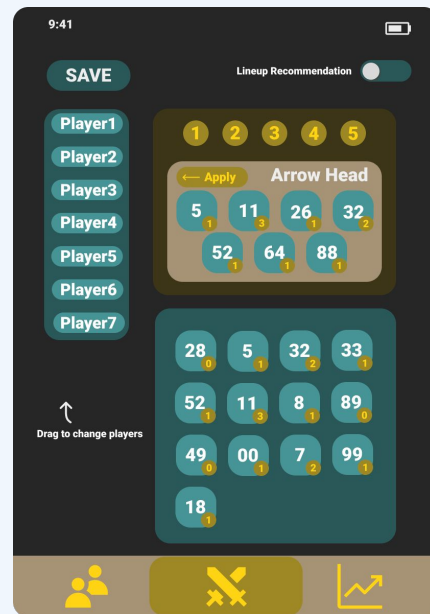 9:41
SAVE
Lineup Recommendation
Player1
Player2
Player3
Player4
Player5
Player6
Player7
Drag to change players
1 2 3 4 5
← Apply Arrow Head
5 1 11 3 26 1 32 2
52 1 64 1 88 1
28 0 5 1 32 2 33 1
52 1 11 3 8 1 89 0
49 0 00 1 7 2 99 1
18 1